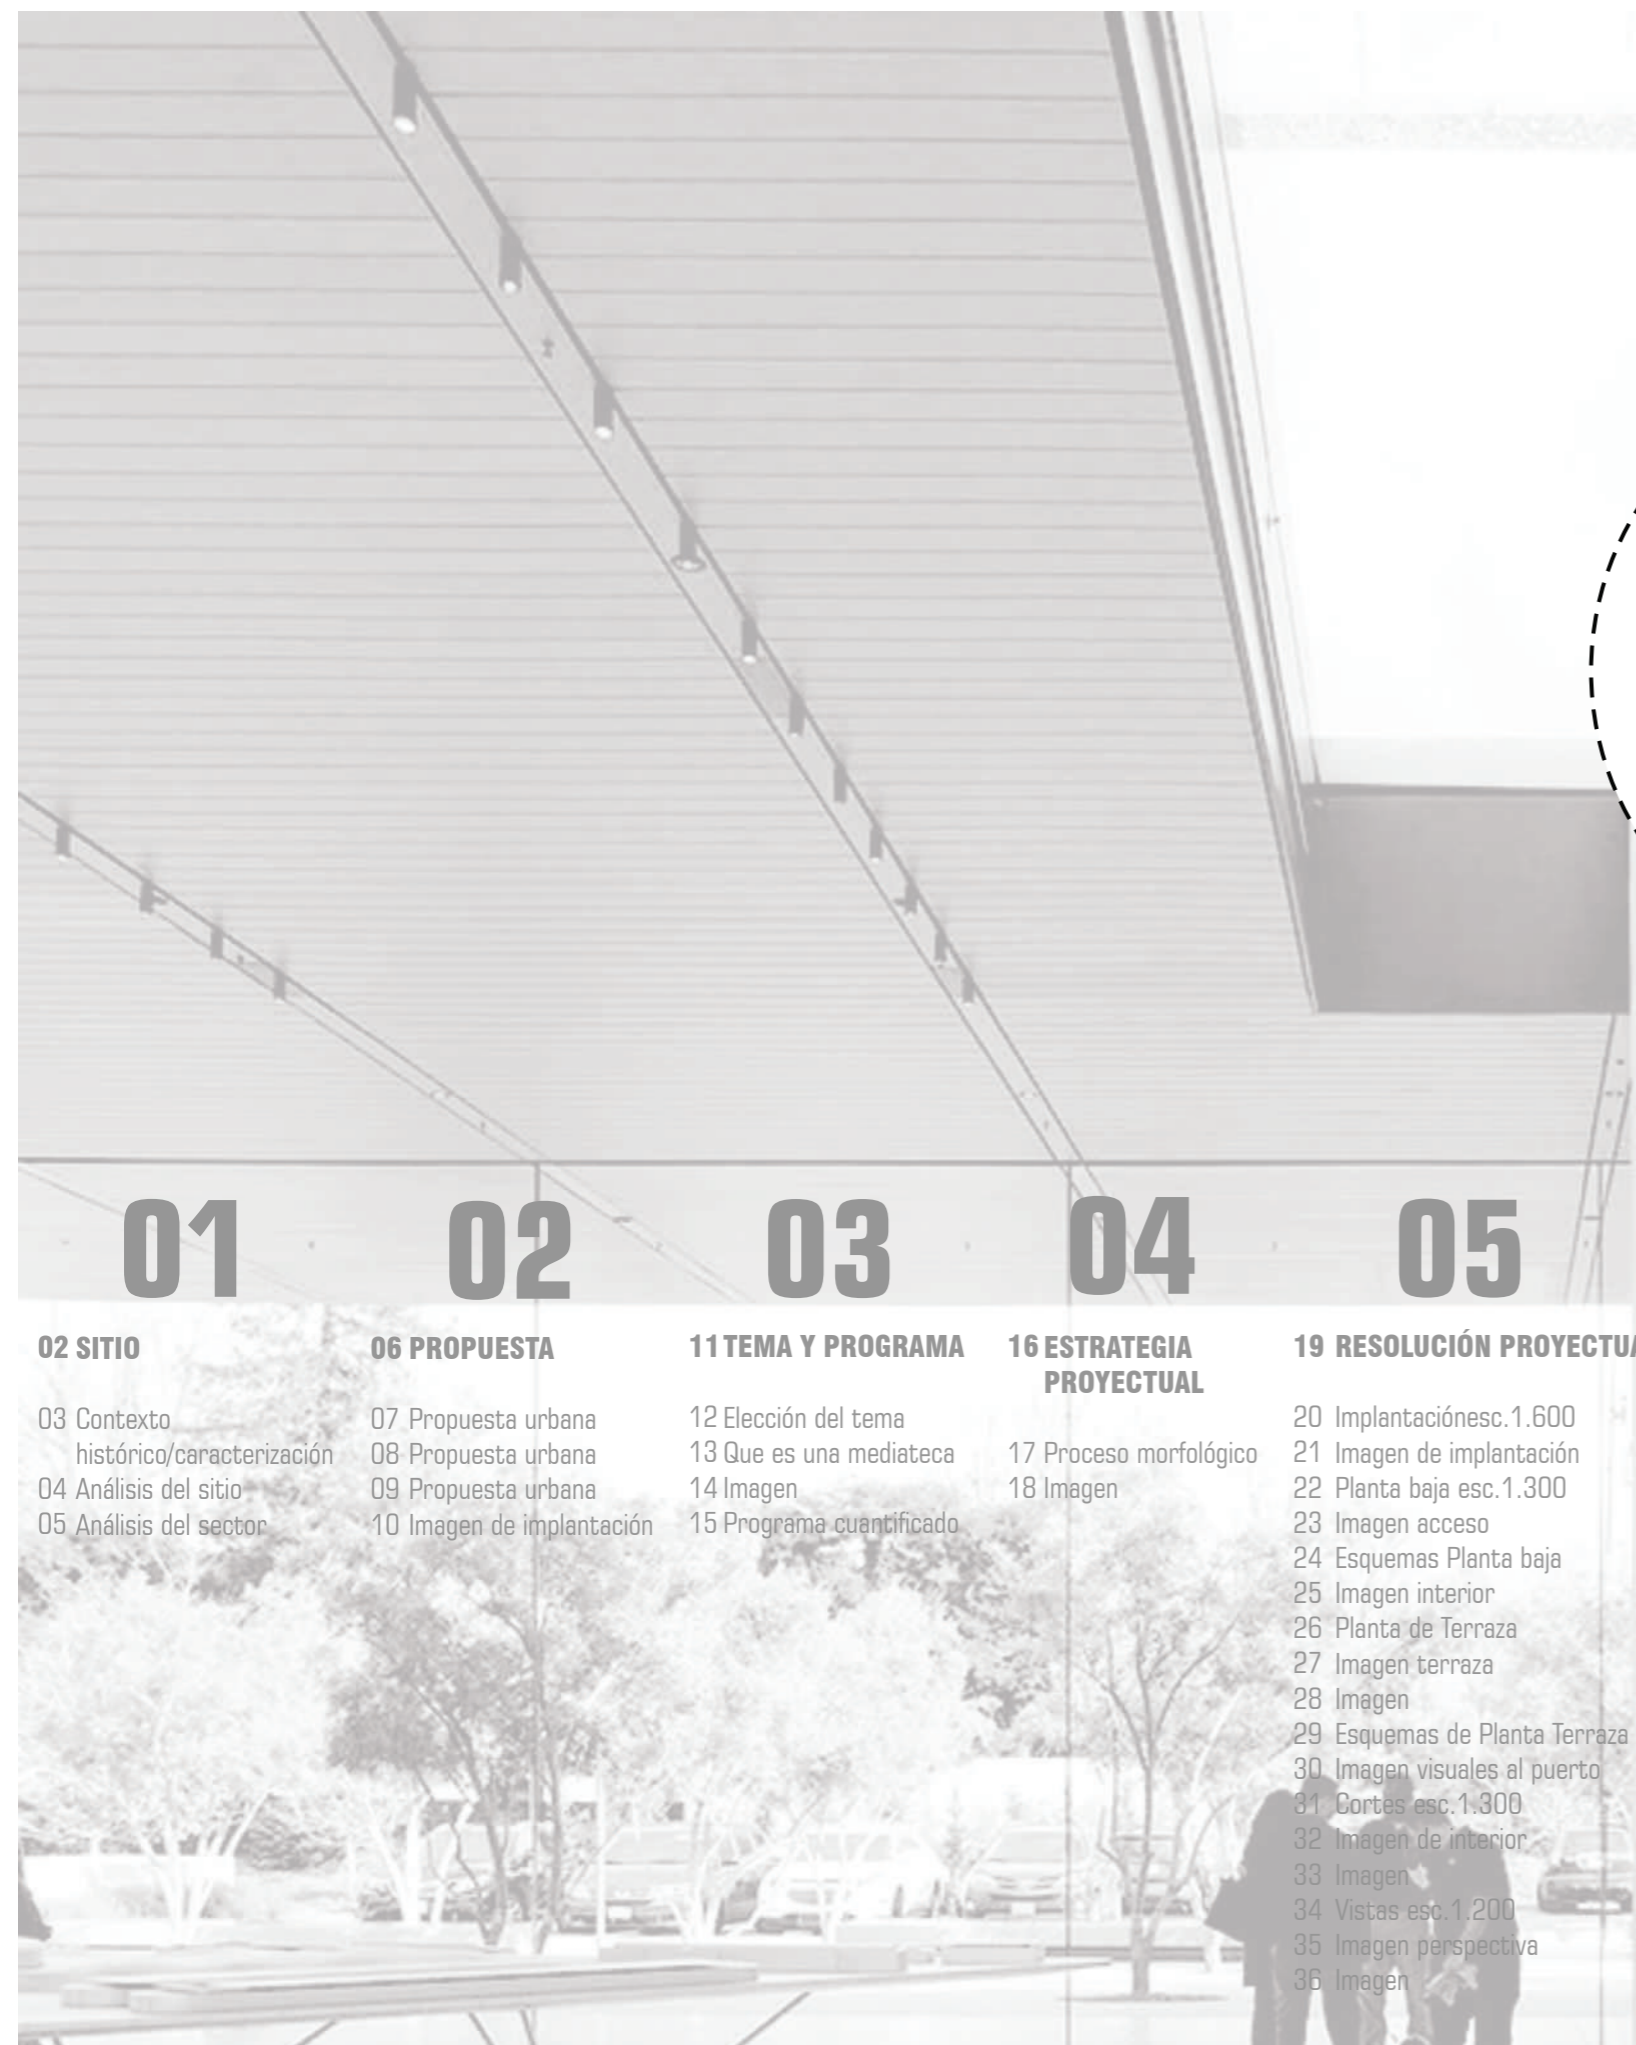 01
02 SITIO
03 Contexto
histórico/caracterización
04 Análisis del sitio
05 Análisis del sector
02
06 PROPUESTA
07 Propuesta urbana
08 Propuesta urbana
09 Propuesta urbana
10 Imagen de implantación
03
11 TEMA Y PROGRAMA
12 Elección del tema
13 Que es una mediateca
14 Imagen
15 Programa cuantificado
04
16 ESTRATEGIA
PROYECTUAL
17 Proceso morfológico
18 Imagen
05
19 RESOLUCIÓN PROYECTUA
20 Implantaciónesc.1.600
21 Imagen de implantación
22 Planta baja esc.1.300
23 Imagen acceso
24 Esquemas Planta baja
25 Imagen interior
26 Planta de Terraza
27 Imagen terraza
28 Imagen
29 Esquemas de Planta Terraza
30 Imagen visuales al puerto
31 Cortes esc.1.300
32 Imagen de interior
33 Imagen
34 Vistas esc.1.200
35 Imagen perspectiva
36 Imagen